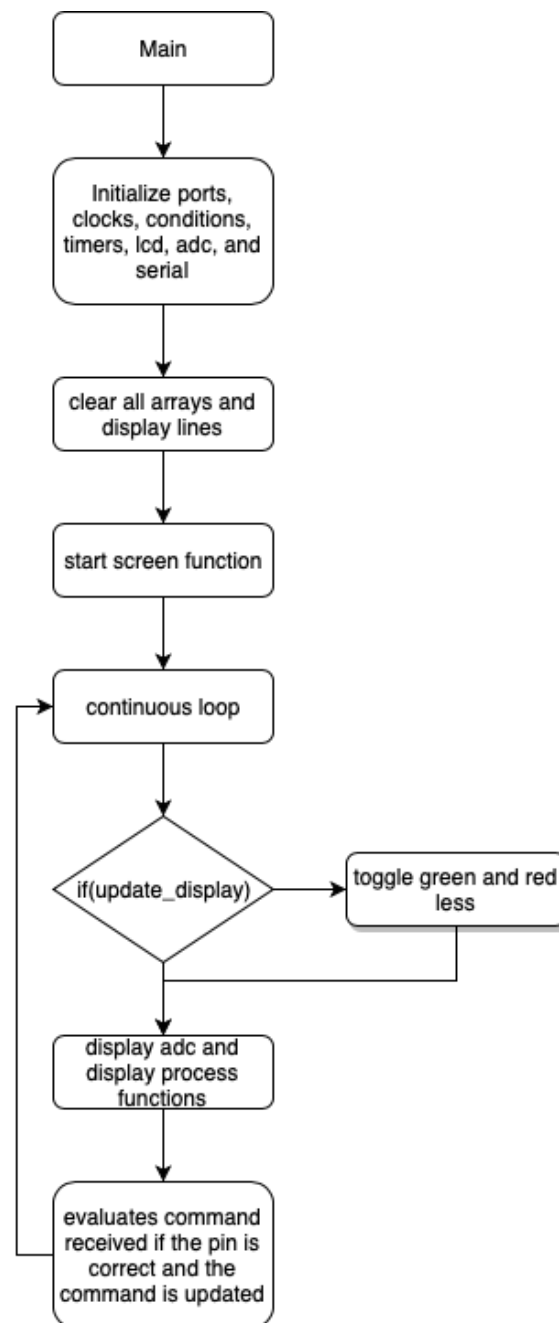 Main
Initialize ports,
clocks, conditions,
timers, lcd, adc, and
serial
clear all arrays and
display lines
start screen function
continuous loop
if(update_display)
toggle green and red
less
display adc and
display process
functions
evaluates command
received if the pin is
correct and the
command is updated